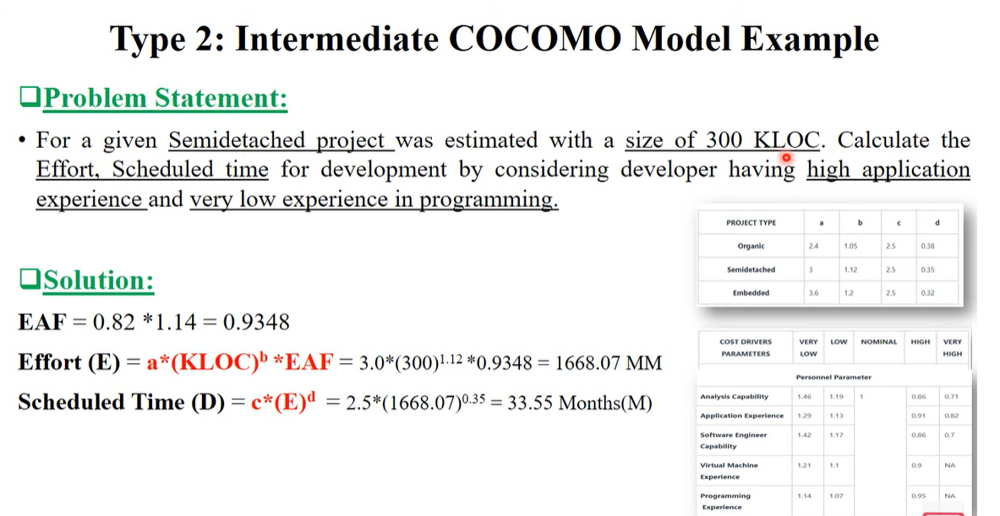 Type 2: Intermediate COCOMO Model Example
❑Problem Statement:
• For a given Semidetached project was estimated with a size of 300 KLOC. Calculate the
Effort, Scheduled time for development by considering developer having high application
experience and very low experience in programming.
❑Solution:
EAF = 0.82 *1.14 = 0.9348
Effort (E) = a*(KLOC)ᵇ *EAF = 3.0*(300)¹·¹² *0.9348 = 1668.07 MM
Scheduled Time (D) = c*(E)ᵈ = 2.5*(1668.07)⁰·³⁵ = 33.55 Months(M)
PROJECT TYPE a b c d
Organic 2.4 1.05 2.5 0.38
Semidetached 3 1.12 2.5 0.35
Embedded 3.6 1.2 2.5 0.32
COST DRIVERS PARAMETERS VERY LOW LOW NOMINAL HIGH VERY HIGH
Personnel Parameter
Analysis Capability 1.46 1.19 1 0.86 0.71
Application Experience 1.29 1.13 0.91 0.82
Software Engineer Capability 1.42 1.17 0.86 0.7
Virtual Machine Experience 1.21 1.1 0.9 NA
Programming Experience 1.14 1.07 0.95 NA